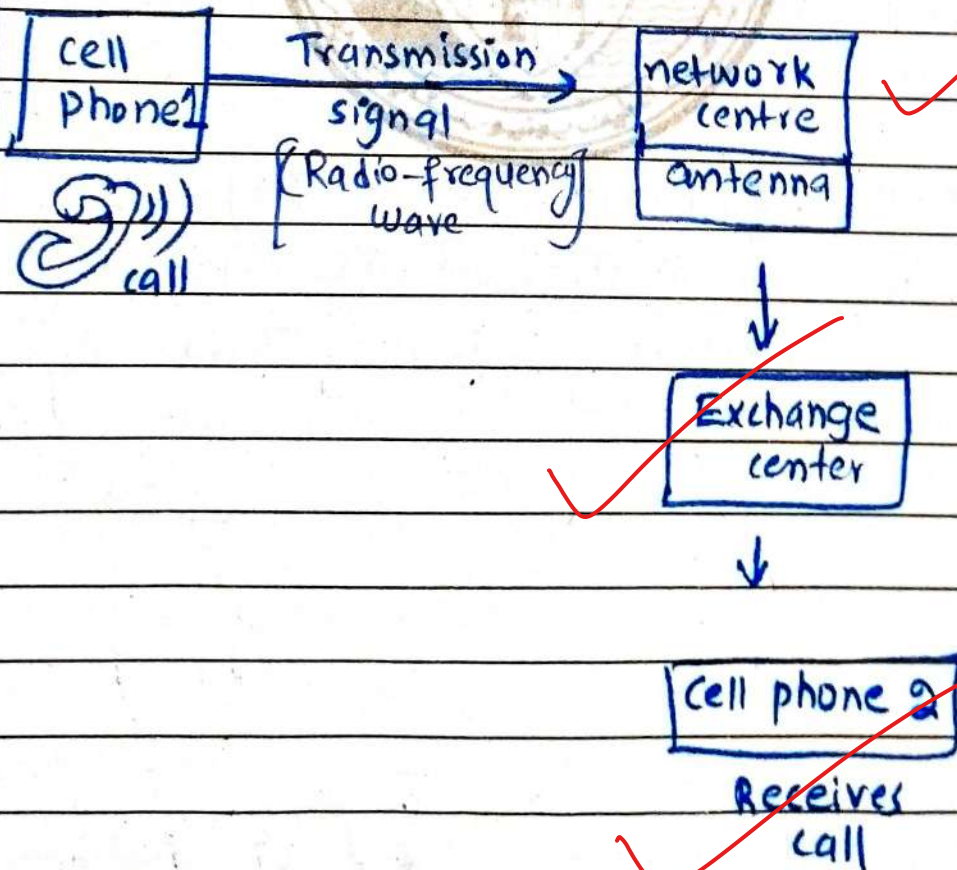 cell
phone1
Transmission
signal
[Radio-frequency]
wave
network
centre
antenna
call
Exchange
center
Cell phone 2
Receives
call